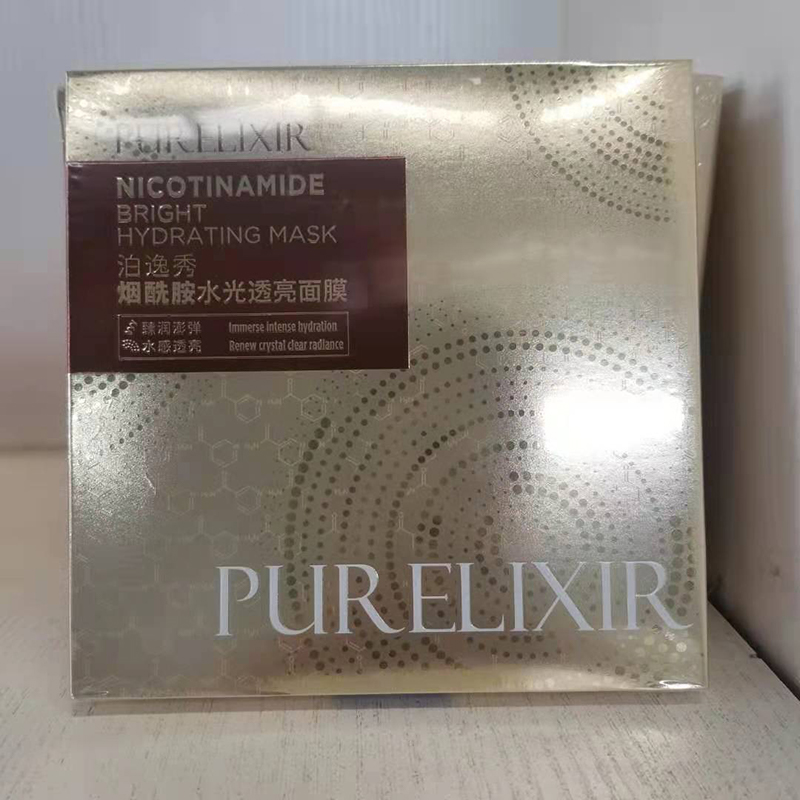 PURELIXIR
NICOTINAMIDE
BRIGHT
HYDRATING MASK
泊逸秀
烟酰胺水光透亮面膜
臻润澎弹 Immerse intense hydration
水感透亮 Renew crystal clear radiance
PURELIXIR